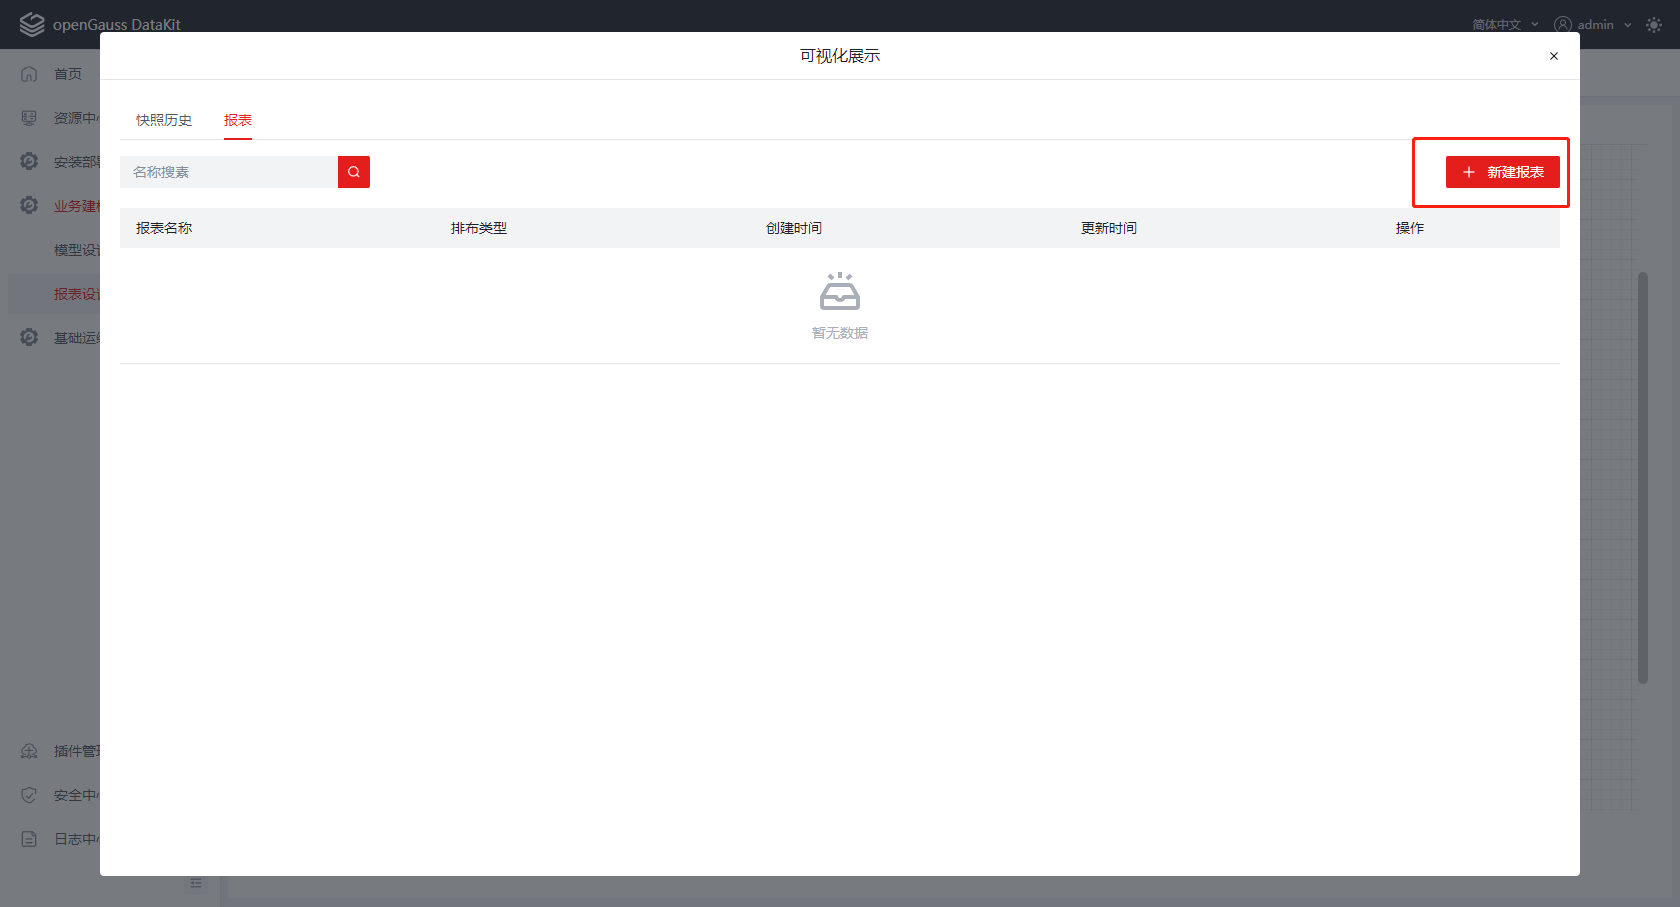 openGauss DataKit
简体中文
admin
可视化展示
首页
资源中
安装部
业务建
模型设
报表设
基础运
插件管
安全中
日志中
快照历史
报表
名称搜素
新建报表
报表名称
排布类型
创建时间
更新时间
操作
暂无数据